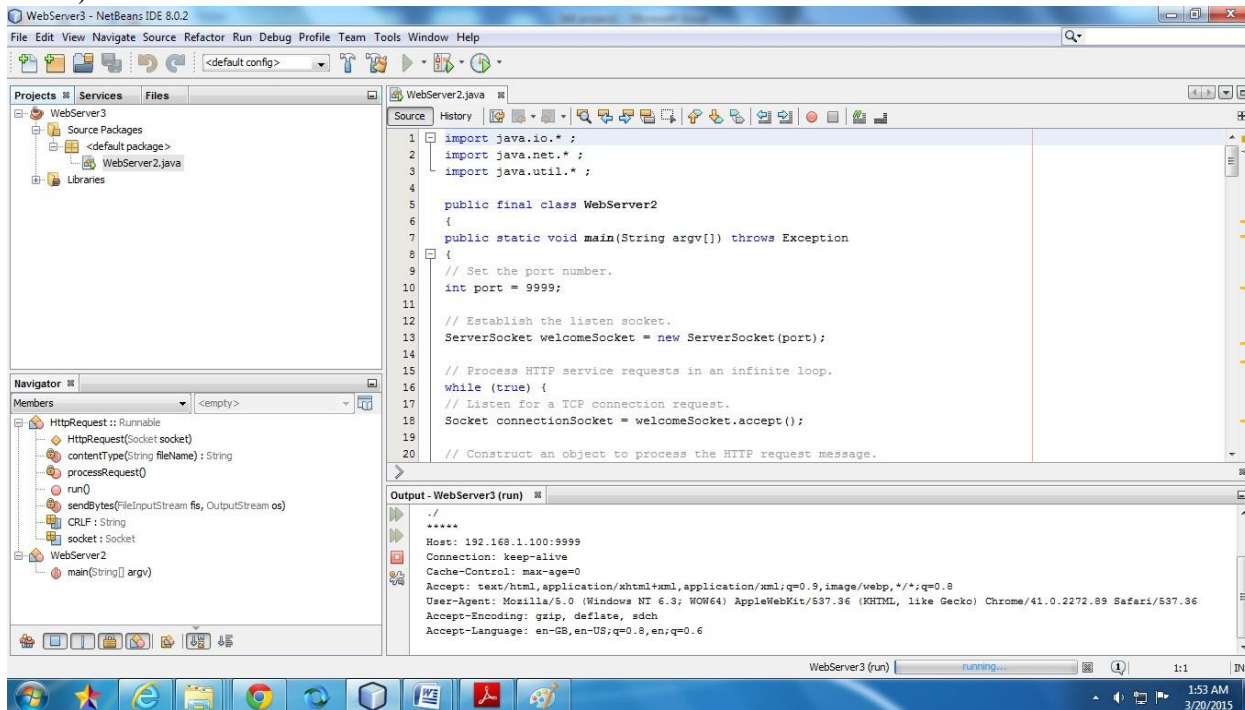 WebServer3 - NetBeans IDE 8.0.2
File Edit View Navigate Source Refactor Run Debug Profile Team Tools Window Help
<default config>
Projects Services Files
WebServer3
Source Packages
<default package>
WebServer2.java
Libraries
Navigator
Members <empty>
HttpRequest :: Runnable
HttpRequest(Socket socket)
contentType(String fileName) : String
processRequest()
run()
sendBytes(FileInputStream fis, OutputStream os)
CRLF : String
socket : Socket
WebServer2
main(String[] argv)
WebServer2.java
Source History
1 import java.io.* ;
2 import java.net.* ;
3 import java.util.* ;
4
5 public final class WebServer2
6 {
7 public static void main(String argv[]) throws Exception
8 {
9 // Set the port number.
10 int port = 9999;
11
12 // Establish the listen socket.
13 ServerSocket welcomeSocket = new ServerSocket(port);
14
15 // Process HTTP service requests in an infinite loop.
16 while (true) {
17 // Listen for a TCP connection request.
18 Socket connectionSocket = welcomeSocket.accept();
19
20 // Construct an object to process the HTTP request message.
Output - WebServer3 (run)
./
*****
Host: 192.168.1.100:9999
Connection: keep-alive
Cache-Control: max-age=0
Accept: text/html,application/xhtml+xml,application/xml;q=0.9,image/webp,*/*;q=0.8
User-Agent: Mozilla/5.0 (Windows NT 6.3; WOW64) AppleWebKit/537.36 (KHTML, like Gecko) Chrome/41.0.2272.89 Safari/537.36
Accept-Encoding: gzip, deflate, sdch
Accept-Language: en-GB,en-US;q=0.8,en;q=0.6
WebServer3 (run) running... 1 1:1 IN
1:53 AM
3/20/2015